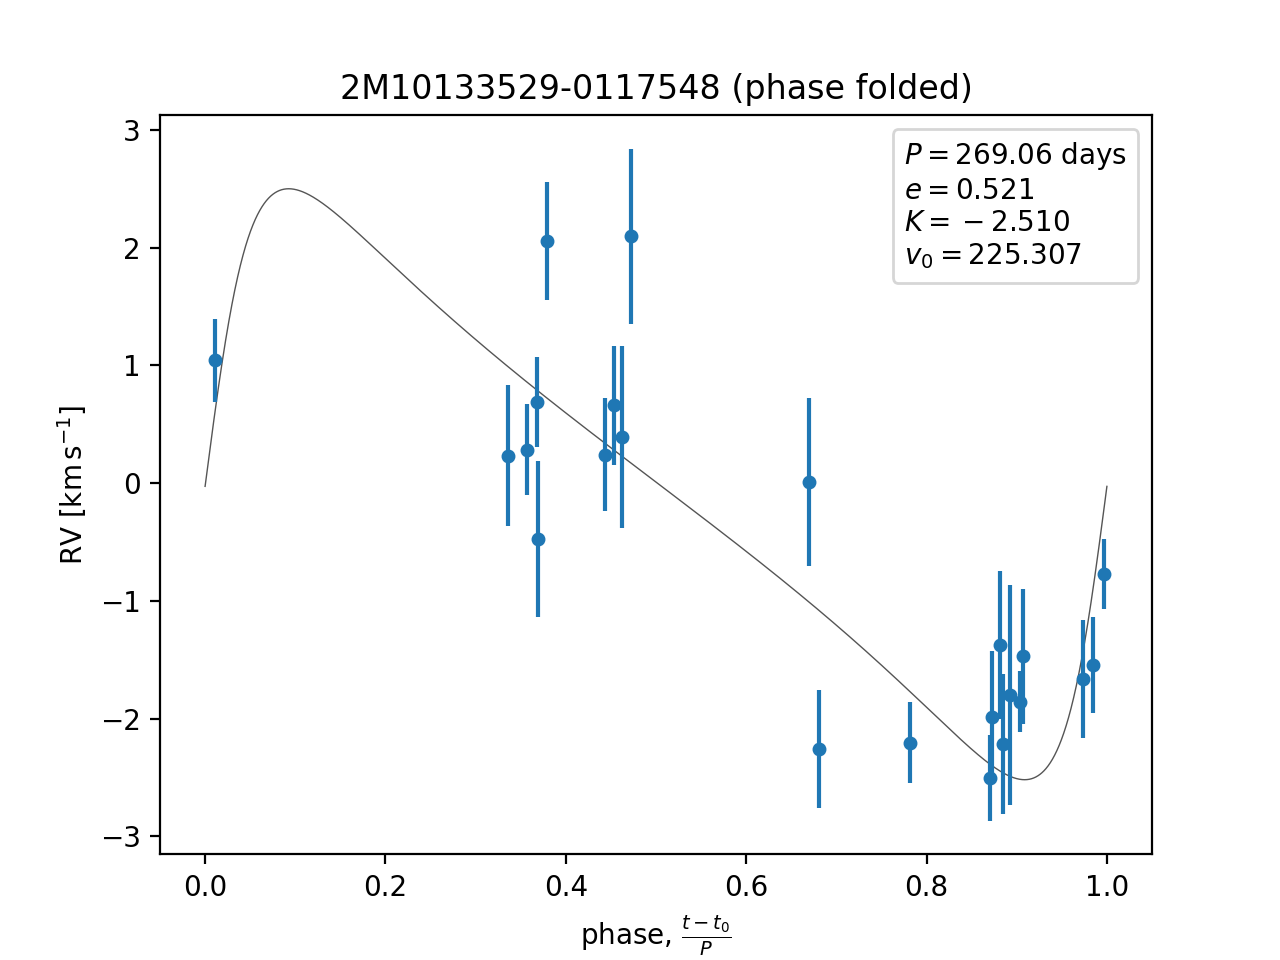 2M10133529-0117548 (phase folded)
P = 269.06 days
e = 0.521
K = −2.510
v₀ = 225.307
3
2
1
0
−1
−2
−3
RV [km s⁻¹]
0.0 0.2 0.4 0.6 0.8 1.0
phase, (t − t₀)/P